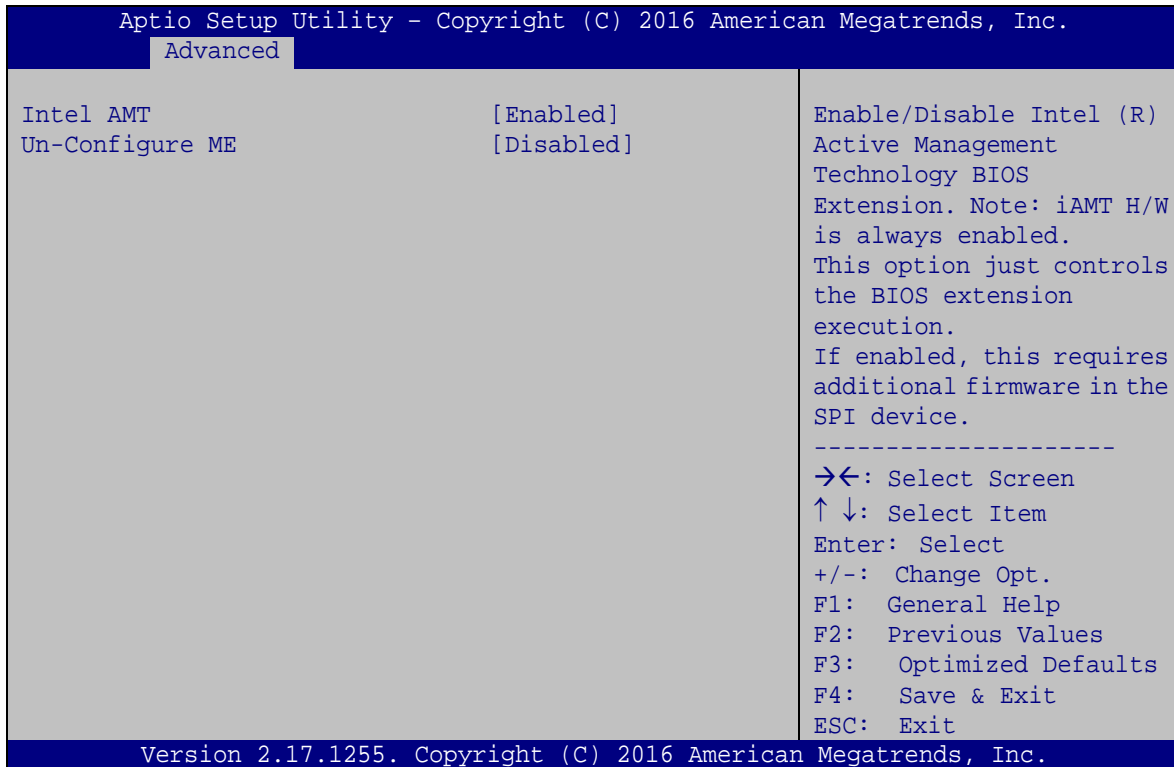 Aptio Setup Utility – Copyright (C) 2016 American Megatrends, Inc.
Advanced
Intel AMT [Enabled]
Un-Configure ME [Disabled]
Enable/Disable Intel (R)
Active Management
Technology BIOS
Extension. Note: iAMT H/W
is always enabled.
This option just controls
the BIOS extension
execution.
If enabled, this requires
additional firmware in the
SPI device.
---------------------
→←: Select Screen
↑ ↓: Select Item
Enter: Select
+/-: Change Opt.
F1: General Help
F2: Previous Values
F3: Optimized Defaults
F4: Save & Exit
ESC: Exit
Version 2.17.1255. Copyright (C) 2016 American Megatrends, Inc.